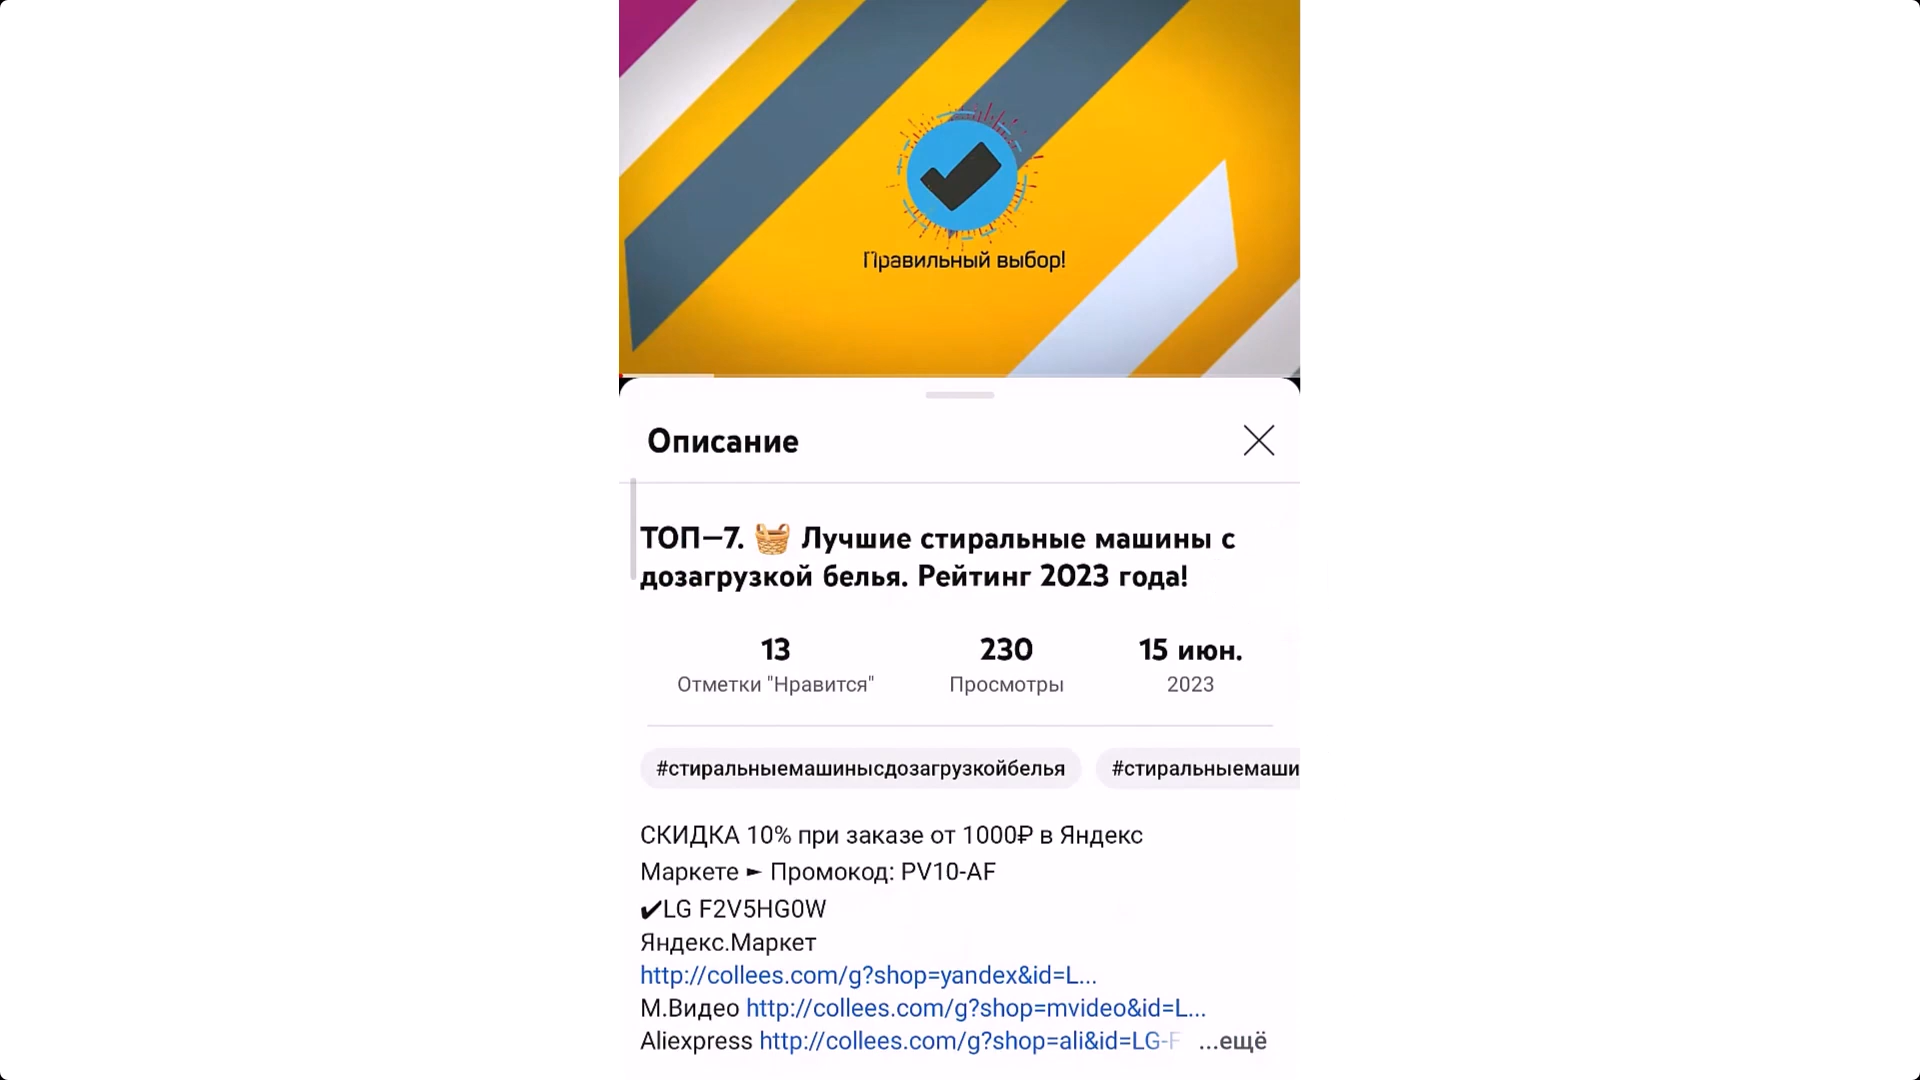 Правильный выбор!
Описание
ТОП–7. 🧺 Лучшие стиральные машины с
дозагрузкой белья. Рейтинг 2023 года!
13
Отметки "Нравится"
230
Просмотры
15 июн.
2023
#стиральныемашинысдозагрузкойбелья
#стиральныемаши
СКИДКА 10% при заказе от 1000₽ в Яндекс
Маркете ► Промокод: PV10-AF
✔LG F2V5HG0W
Яндекс.Маркет
http://collees.com/g?shop=yandex&id=L...
М.Видео http://collees.com/g?shop=mvideo&id=L...
Aliexpress http://collees.com/g?shop=ali&id=LG-F ...ещё